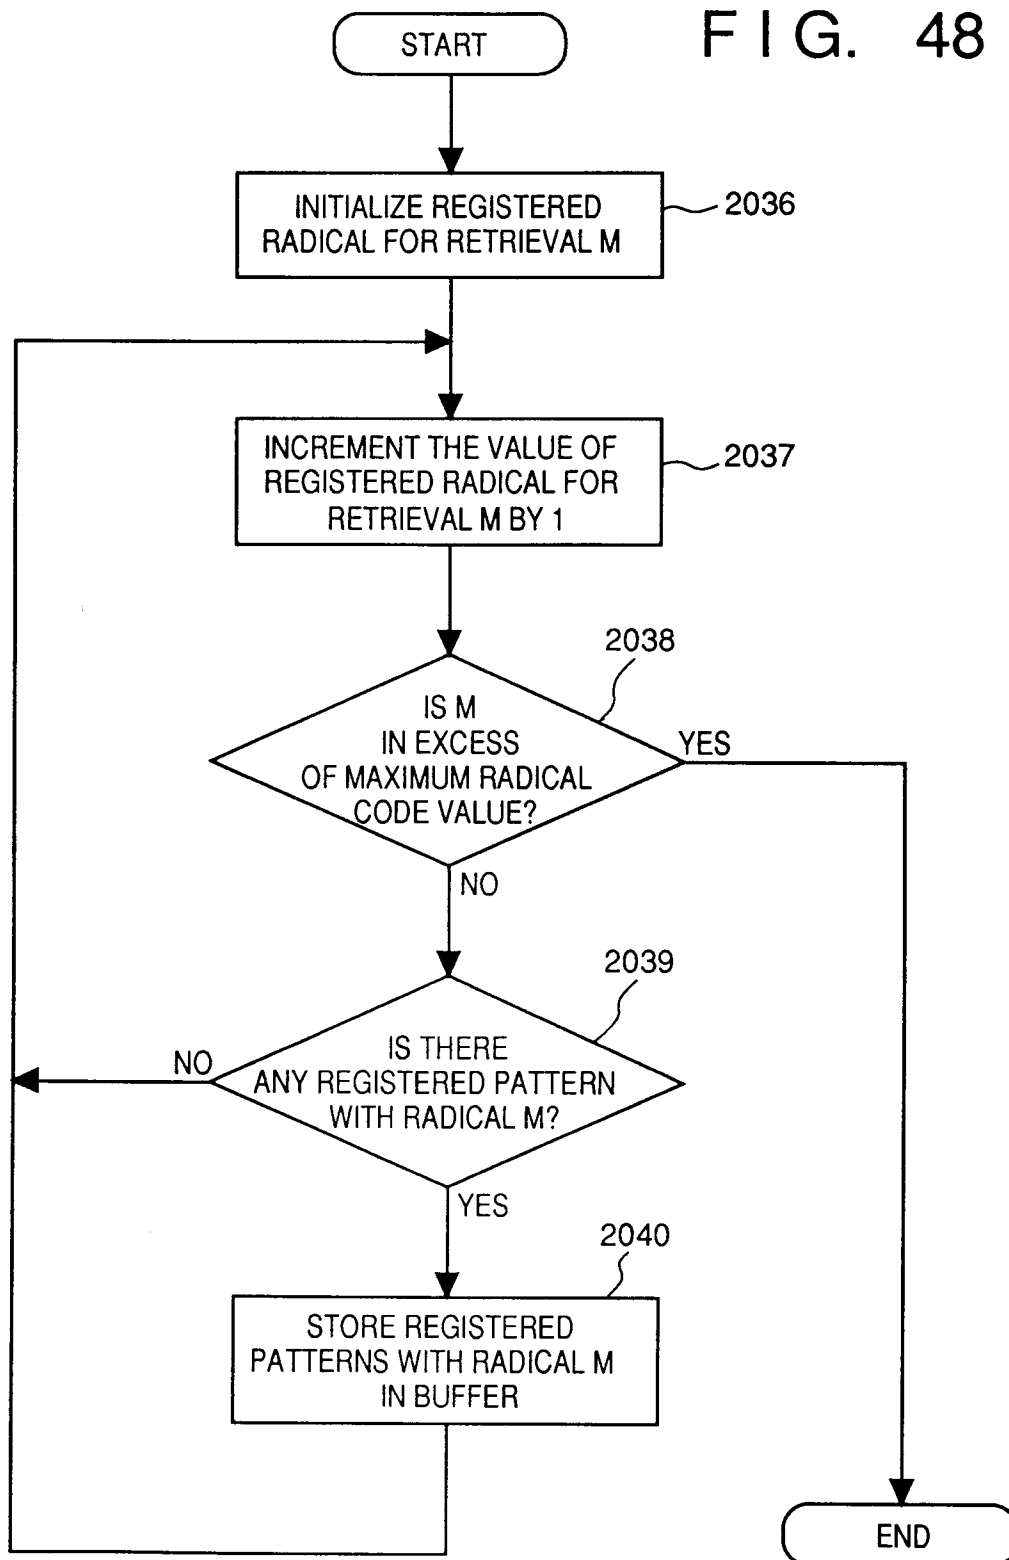 FIG. 48
START
INITIALIZE REGISTERED
RADICAL FOR RETRIEVAL M
2036
INCREMENT THE VALUE OF
REGISTERED RADICAL FOR
RETRIEVAL M BY 1
2037
2038
IS M
IN EXCESS
OF MAXIMUM RADICAL
CODE VALUE?
YES
NO
2039
IS THERE
ANY REGISTERED PATTERN
WITH RADICAL M?
NO
YES
2040
STORE REGISTERED
PATTERNS WITH RADICAL M
IN BUFFER
END